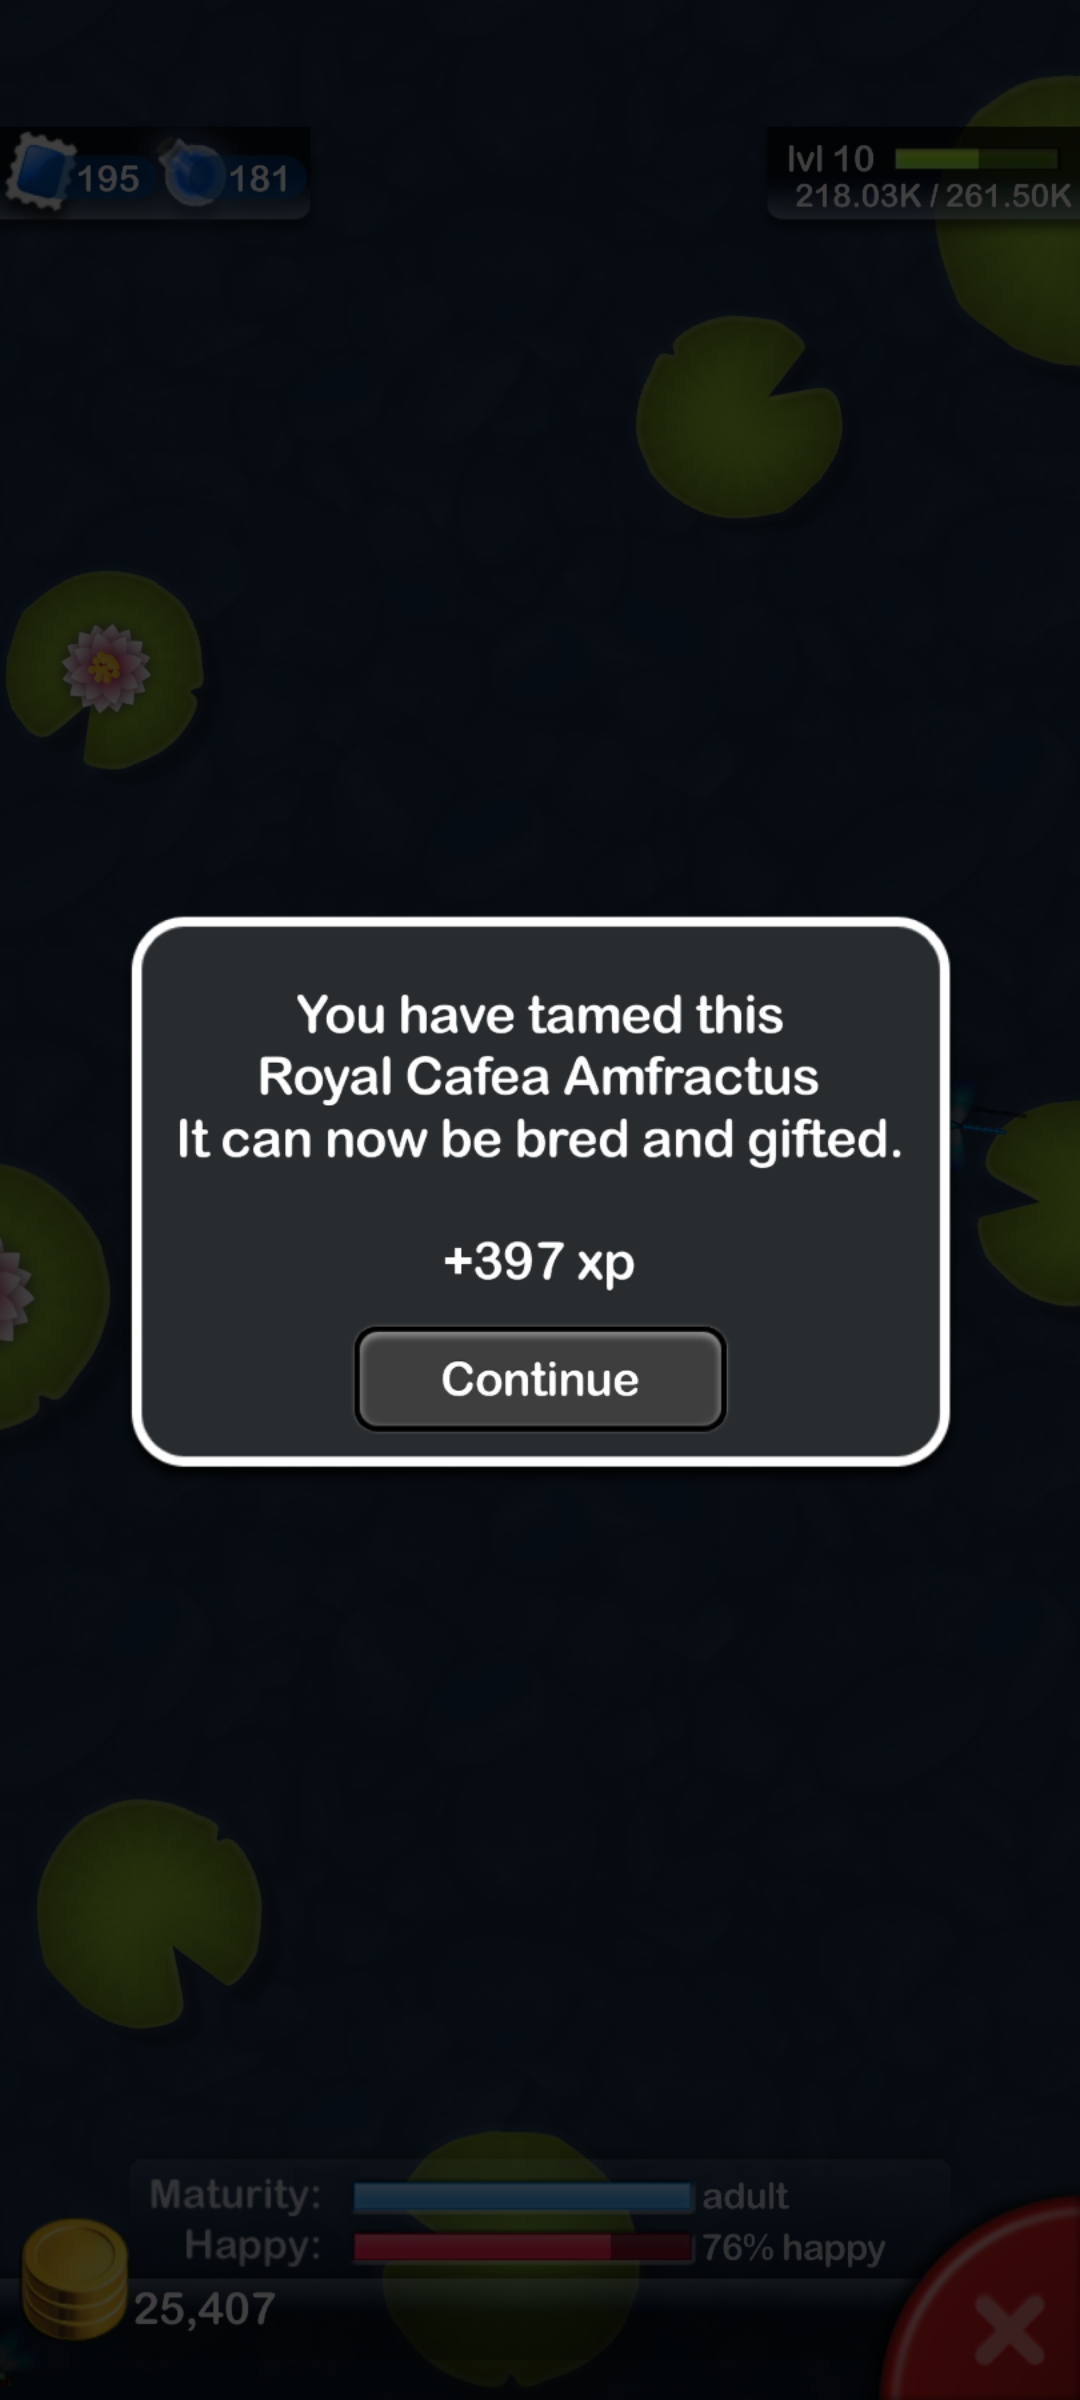 195 181
lvl 10
218.03K / 261.50K
You have tamed this
Royal Cafea Amfractus
It can now be bred and gifted.
+397 xp
Continue
Maturity: adult
Happy: 76% happy
25,407